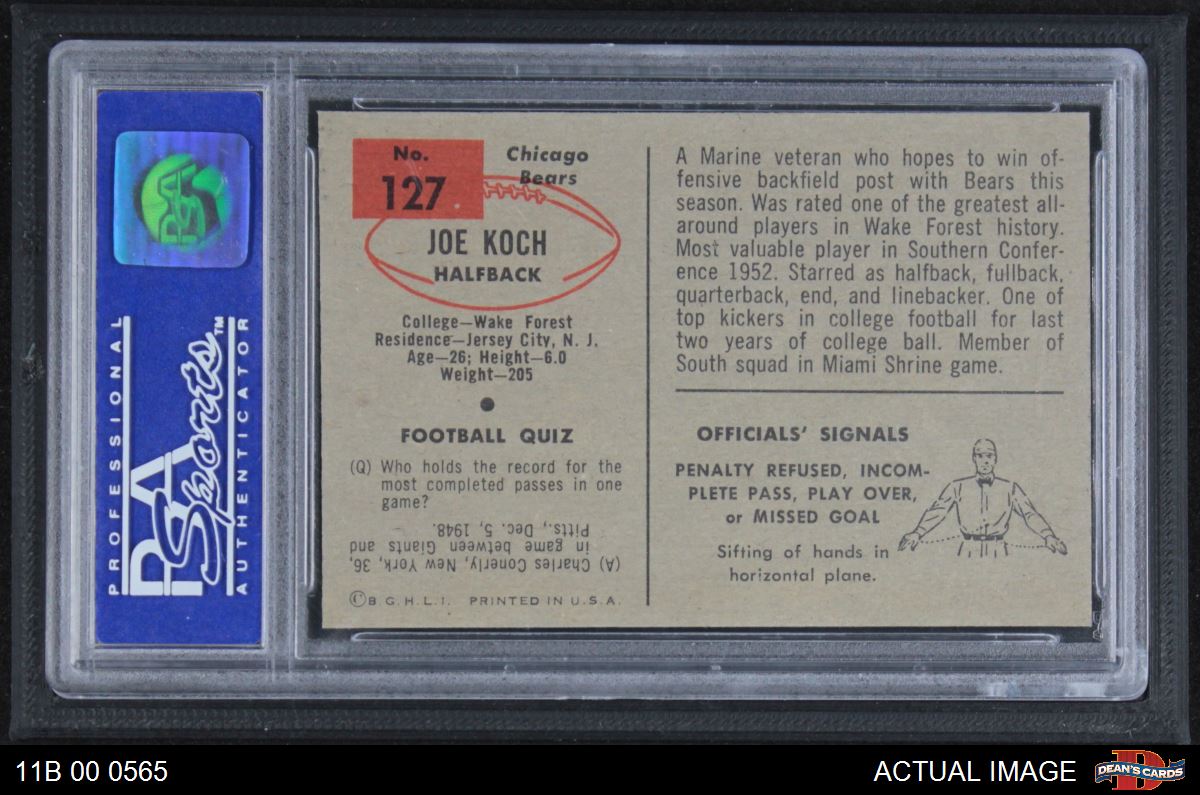 PSA
PROFESSIONAL
PSA Sports™
AUTHENTICATOR
No.
127
Chicago
Bears
JOE KOCH
HALFBACK
College—Wake Forest
Residence—Jersey City, N. J.
Age—26; Height—6.0
Weight—205
FOOTBALL QUIZ
(Q) Who holds the record for the
most completed passes in one
game?
(A) Charles Conerly, New York, 36,
in game between Giants and
Pitts., Dec. 5, 1948.
©B.G.H.L.I. PRINTED IN U.S.A.
A Marine veteran who hopes to win of-
fensive backfield post with Bears this
season. Was rated one of the greatest all-
around players in Wake Forest history.
Most valuable player in Southern Confer-
ence 1952. Starred as halfback, fullback,
quarterback, end, and linebacker. One of
top kickers in college football for last
two years of college ball. Member of
South squad in Miami Shrine game.
OFFICIALS' SIGNALS
PENALTY REFUSED, INCOM-
PLETE PASS, PLAY OVER,
or MISSED GOAL
Sifting of hands in
horizontal plane.
11B 00 0565
ACTUAL IMAGE
DEAN'S CARDS